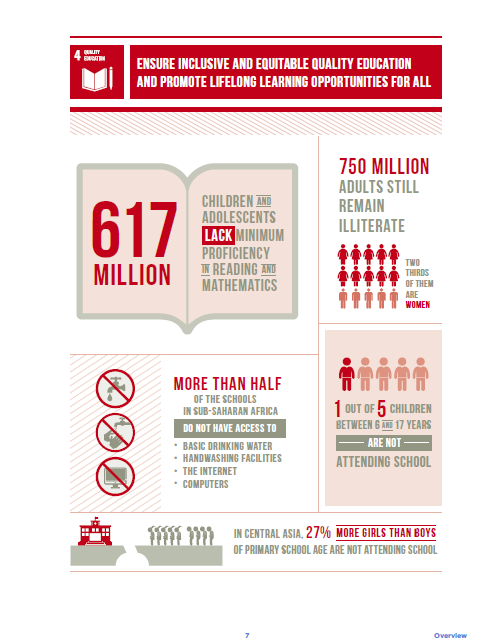 4 QUALITY
EDUCATION
ENSURE INCLUSIVE AND EQUITABLE QUALITY EDUCATION
AND PROMOTE LIFELONG LEARNING OPPORTUNITIES FOR ALL
617
MILLION
CHILDREN AND
ADOLESCENTS
LACK MINIMUM
PROFICIENCY
IN READING AND
MATHEMATICS
750 MILLION
ADULTS STILL
REMAIN
ILLITERATE
TWO
THIRDS
OF THEM
ARE
WOMEN
1 OUT OF 5 CHILDREN
BETWEEN 6 AND 17 YEARS
ARE NOT
ATTENDING SCHOOL
MORE THAN HALF
OF THE SCHOOLS
IN SUB-SAHARAN AFRICA
DO NOT HAVE ACCESS TO
• BASIC DRINKING WATER
• HANDWASHING FACILITIES
• THE INTERNET
• COMPUTERS
IN CENTRAL ASIA, 27% MORE GIRLS THAN BOYS
OF PRIMARY SCHOOL AGE ARE NOT ATTENDING SCHOOL
7
Overview